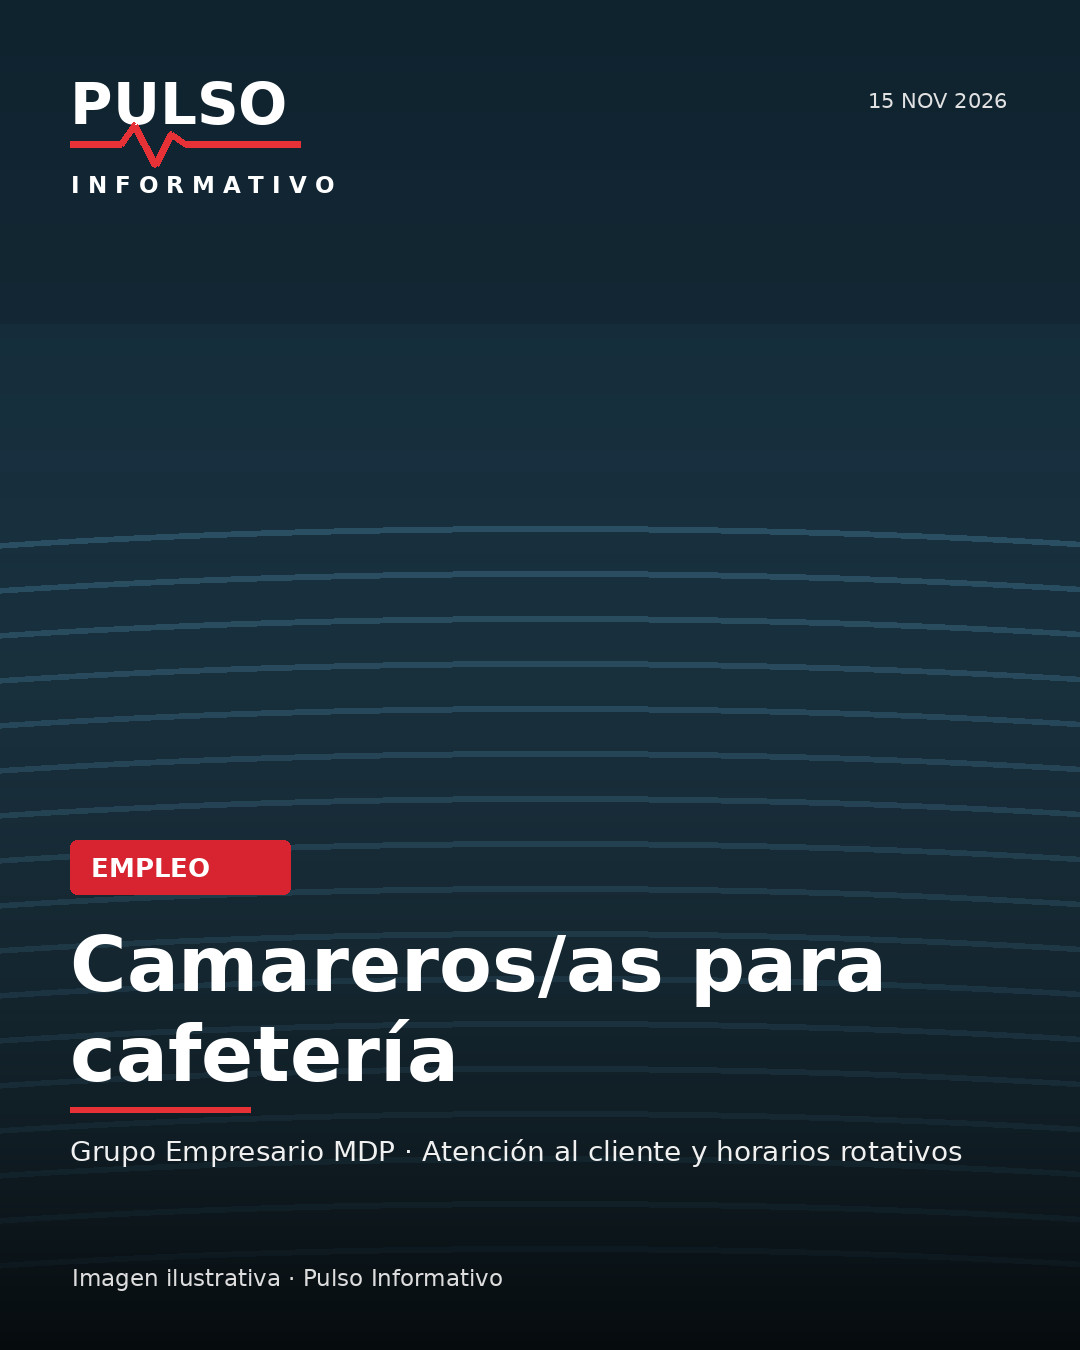 PULSO
INFORMATIVO
15 NOV 2026
EMPLEO
Camareros/as para
cafetería
Grupo Empresario MDP · Atención al cliente y horarios rotativos
Imagen ilustrativa · Pulso Informativo